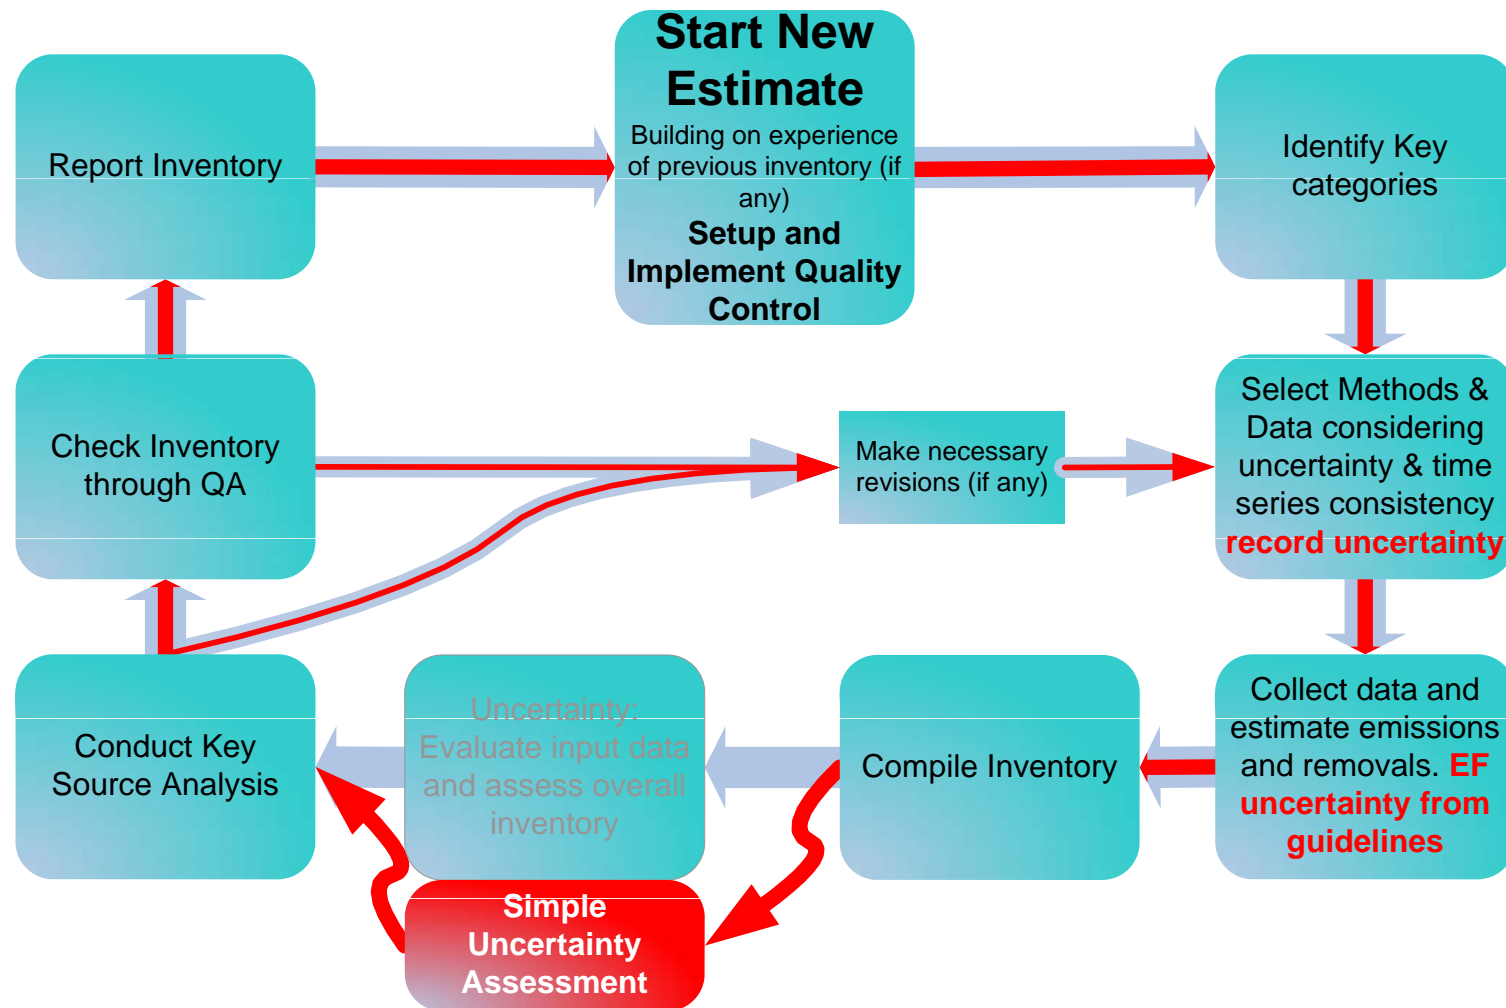 Start New
Estimate
Building on experience
of previous inventory (if
any)
Setup and
Implement Quality
Control
Report Inventory
Identify Key
categories
Check Inventory
through QA
Make necessary
revisions (if any)
Select Methods &
Data considering
uncertainty & time
series consistency
record uncertainty
Conduct Key
Source Analysis
Uncertainty:
Evaluate input data
and assess overall
inventory
Compile Inventory
Collect data and
estimate emissions
and removals. EF
uncertainty from
guidelines
Simple
Uncertainty
Assessment